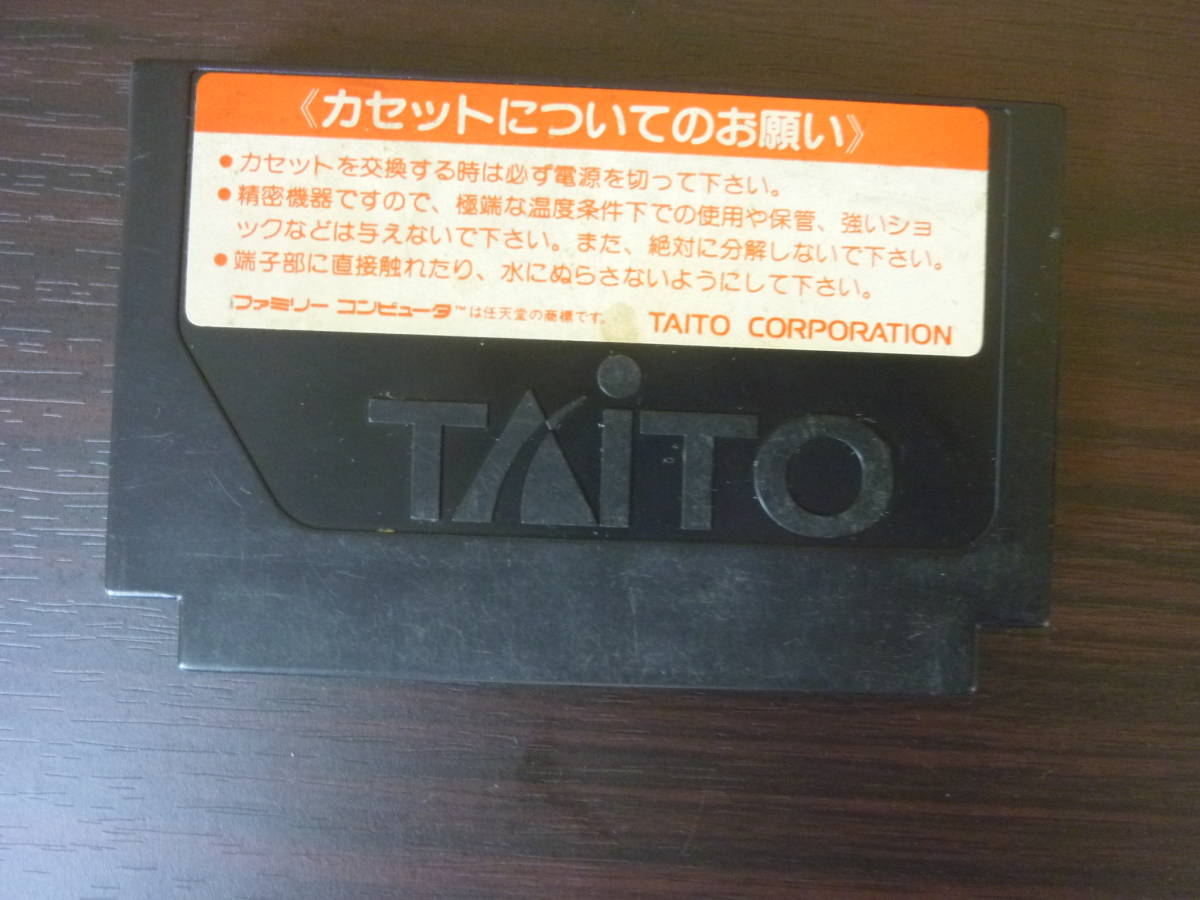 《カセットについてのお願い》
●カセットを交換する時は必ず電源を切って下さい。
●精密機器ですので、極端な温度条件下での使用や保管、強いショ
ックなどは与えないで下さい。また、絶対に分解しないで下さい。
●端子部に直接触れたり、水にぬらさないようにして下さい。
ファミリー コンピュータ™は任天堂の商標です。 TAITO CORPORATION
TAiTO